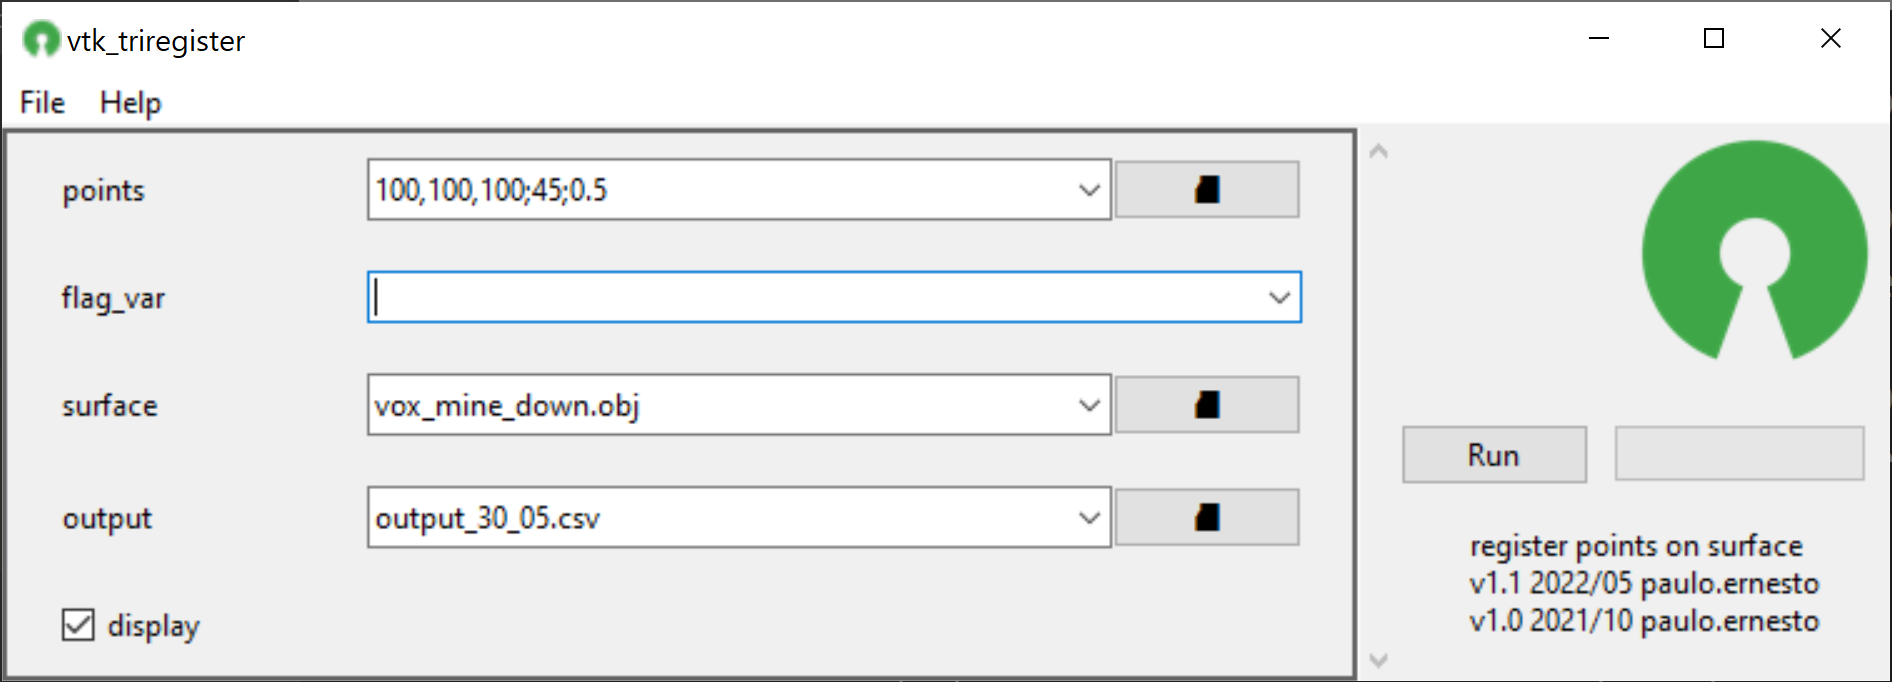 vtk_triregister
File Help
points 100,100,100;45;0.5
flag_var
surface vox_mine_down.obj
output output_30_05.csv
display
Run
register points on surface
v1.1 2022/05 paulo.ernesto
v1.0 2021/10 paulo.ernesto